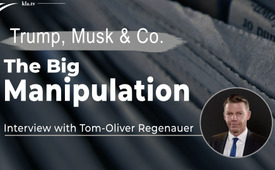 kla.tv
Trump, Musk & Co.
The Big
Manipulation
Interview with Tom-Oliver Regenauer